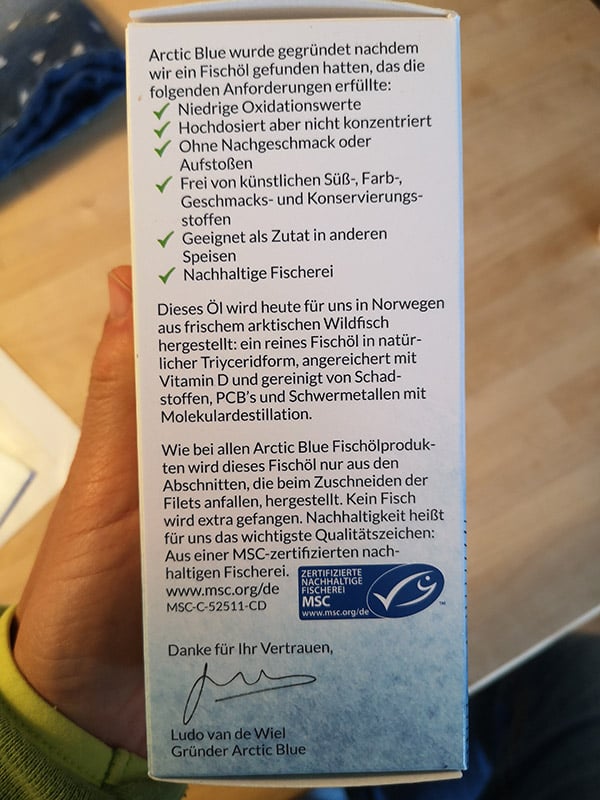 Arctic Blue wurde gegründet nachdem
wir ein Fischöl gefunden hatten, das die
folgenden Anforderungen erfüllte:
Niedrige Oxidationswerte
Hochdosiert aber nicht konzentriert
Ohne Nachgeschmack oder
Aufstoßen
Frei von künstlichen Süß-, Farb-,
Geschmacks- und Konservierungs-
stoffen
Geeignet als Zutat in anderen
Speisen
Nachhaltige Fischerei
Dieses Öl wird heute für uns in Norwegen
aus frischem arktischen Wildfisch
hergestellt: ein reines Fischöl in natür-
licher Triyceridform, angereichert mit
Vitamin D und gereinigt von Schad-
stoffen, PCB's und Schwermetallen mit
Molekulardestillation.
Wie bei allen Arctic Blue Fischölproduk-
ten wird dieses Fischöl nur aus den
Abschnitten, die beim Zuschneiden der
Filets anfallen, hergestellt. Kein Fisch
wird extra gefangen. Nachhaltigkeit heißt
für uns das wichtigste Qualitätszeichen:
Aus einer MSC-zertifizierten nach-
haltigen Fischerei.
www.msc.org/de
MSC-C-52511-CD
ZERTIFIZIERTE
NACHHALTIGE
FISCHEREI
MSC
www.msc.org/de
TM
Danke für Ihr Vertrauen,
Ludo van de Wiel
Gründer Arctic Blue